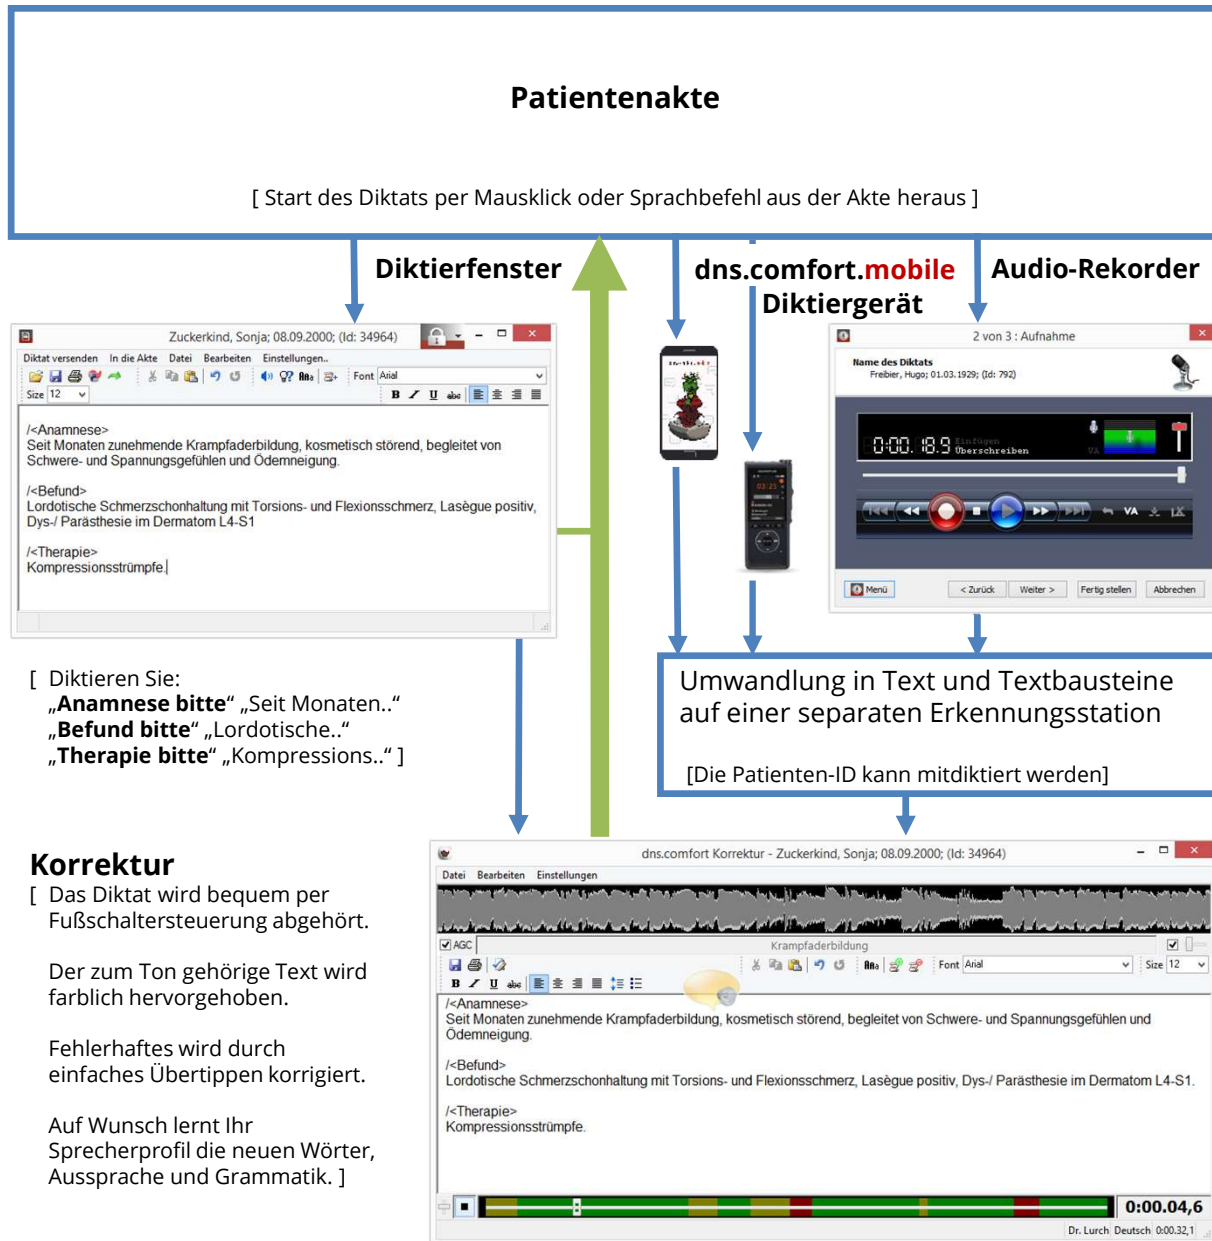 Patientenakte
[ Start des Diktats per Mausklick oder Sprachbefehl aus der Akte heraus ]
Diktierfenster
dns.comfort.mobile
Diktiergerät
Audio-Rekorder
Zuckerkind, Sonja; 08.09.2000; (Id: 34964)
Diktat versenden In die Akte Datei Bearbeiten Einstellungen..
Font Arial
Size 12
B I U abc
/<Anamnese>
Seit Monaten zunehmende Krampfaderbildung, kosmetisch störend, begleitet von
Schwere- und Spannungsgefühlen und Ödemneigung.
/<Befund>
Lordotische Schmerzschonhaltung mit Torsions- und Flexionsschmerz, Lasègue positiv,
Dys-/ Parästhesie im Dermatom L4-S1
/<Therapie>
Kompressionsstrümpfe.
03:25
2 von 3 : Aufnahme
Name des Diktats
Freibier, Hugo; 01.03.1929; (Id: 792)
0:00. 18.9
Einfügen
Überschreiben
VA
VA
Menü
< Zurück
Weiter >
Fertig stellen
Abbrechen
[ Diktieren Sie:
„Anamnese bitte“ „Seit Monaten..“
„Befund bitte“ „Lordotische..“
„Therapie bitte“ „Kompressions..“ ]
Umwandlung in Text und Textbausteine
auf einer separaten Erkennungsstation
[Die Patienten-ID kann mitdiktiert werden]
Korrektur
[ Das Diktat wird bequem per
Fußschaltersteuerung abgehört.
Der zum Ton gehörige Text wird
farblich hervorgehoben.
Fehlerhaftes wird durch
einfaches Übertippen korrigiert.
Auf Wunsch lernt Ihr
Sprecherprofil die neuen Wörter,
Aussprache und Grammatik. ]
dns.comfort Korrektur - Zuckerkind, Sonja; 08.09.2000; (Id: 34964)
Datei Bearbeiten Einstellungen
AGC
Krampfaderbildung
Font Arial
Size 12
B I U abc
/<Anamnese>
Seit Monaten zunehmende Krampfaderbildung, kosmetisch störend, begleitet von Schwere- und Spannungsgefühlen und
Ödemneigung.
/<Befund>
Lordotische Schmerzschonhaltung mit Torsions- und Flexionsschmerz, Lasègue positiv, Dys-/ Parästhesie im Dermatom L4-S1.
/<Therapie>
Kompressionsstrümpfe.
0:00.04,6
Dr. Lurch Deutsch 0:00.32,1